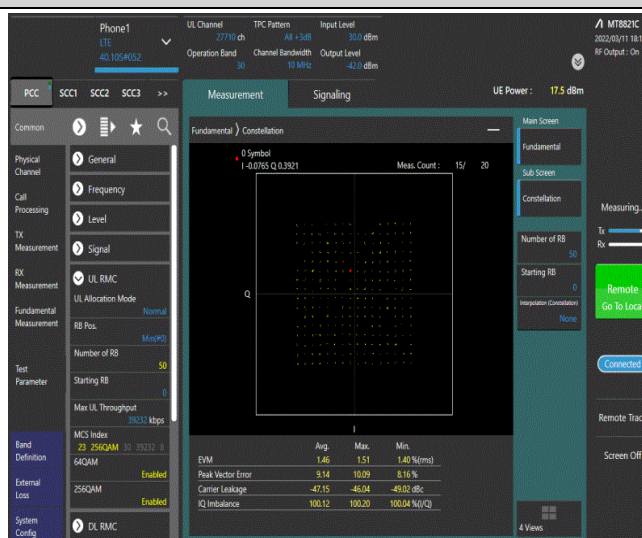 Phone1
LTE
40.10S#052
UL Channel
27710 ch
TPC Pattern
All +3dB
Input Level
30.0 dBm
Operation Band
30
Channel Bandwidth
10 MHz
Output Level
-42.0 dBm
MT8821C
2022/03/11 18:1
RF Output : On
PCC
SCC1
SCC2
SCC3
>>
Measurement
Signaling
UE Power : 17.5 dBm
Common
Physical
Channel
Call
Processing
TX
Measurement
RX
Measurement
Fundamental
Measurement
Test
Parameter
Band
Definition
External
Loss
System
Config
General
Frequency
Level
Signal
UL RMC
UL Allocation Mode
Normal
RB Pos.
Min(#0)
Number of RB
50
Starting RB
0
Max UL Throughput
39232 kbps
MCS Index
23 256QAM 30 39232 8
64QAM
Enabled
256QAM
Enabled
DL RMC
Fundamental 〉 Constellation
0 Symbol
I -0.0765 Q 0.3921
Meas. Count : 15/ 20
Q
I
Avg. Max. Min.
EVM 1.46 1.51 1.40 %(rms)
Peak Vector Error 9.14 10.09 8.16 %
Carrier Leakage -47.15 -46.04 -49.02 dBc
IQ Imbalance 100.12 100.20 100.04 %(I/Q)
Main Screen
Fundamental
Sub Screen
Constellation
Number of RB
50
Starting RB
0
Interpolation (Constellation)
None
4 Views
Measuring..
Tx
Rx
Remote
Go To Loca
Connected
Remote Trac
Screen Off